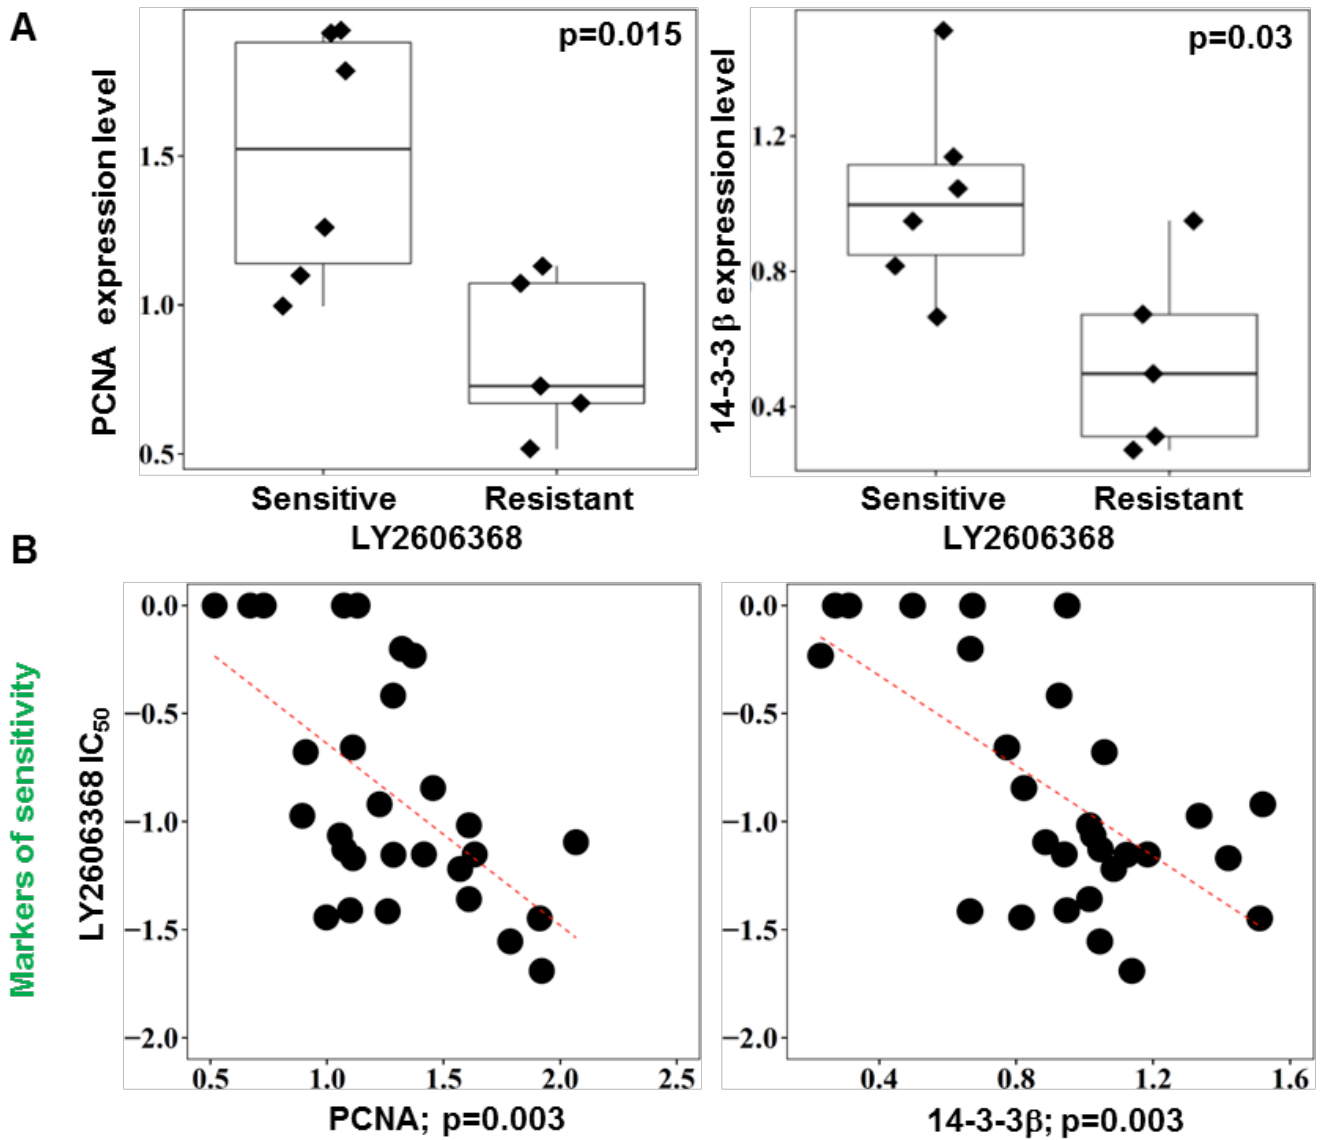 A
PCNA expression level
p=0.015
1.5
1.0
0.5
Sensitive Resistant
LY2606368
14-3-3 β expression level
p=0.03
1.2
0.8
0.4
Sensitive Resistant
LY2606368
B
Markers of sensitivity
LY2606368 IC50
0.0
−0.5
−1.0
−1.5
−2.0
0.5 1.0 1.5 2.0 2.5
PCNA; p=0.003
0.0
−0.5
−1.0
−1.5
−2.0
0.4 0.8 1.2 1.6
14-3-3β; p=0.003